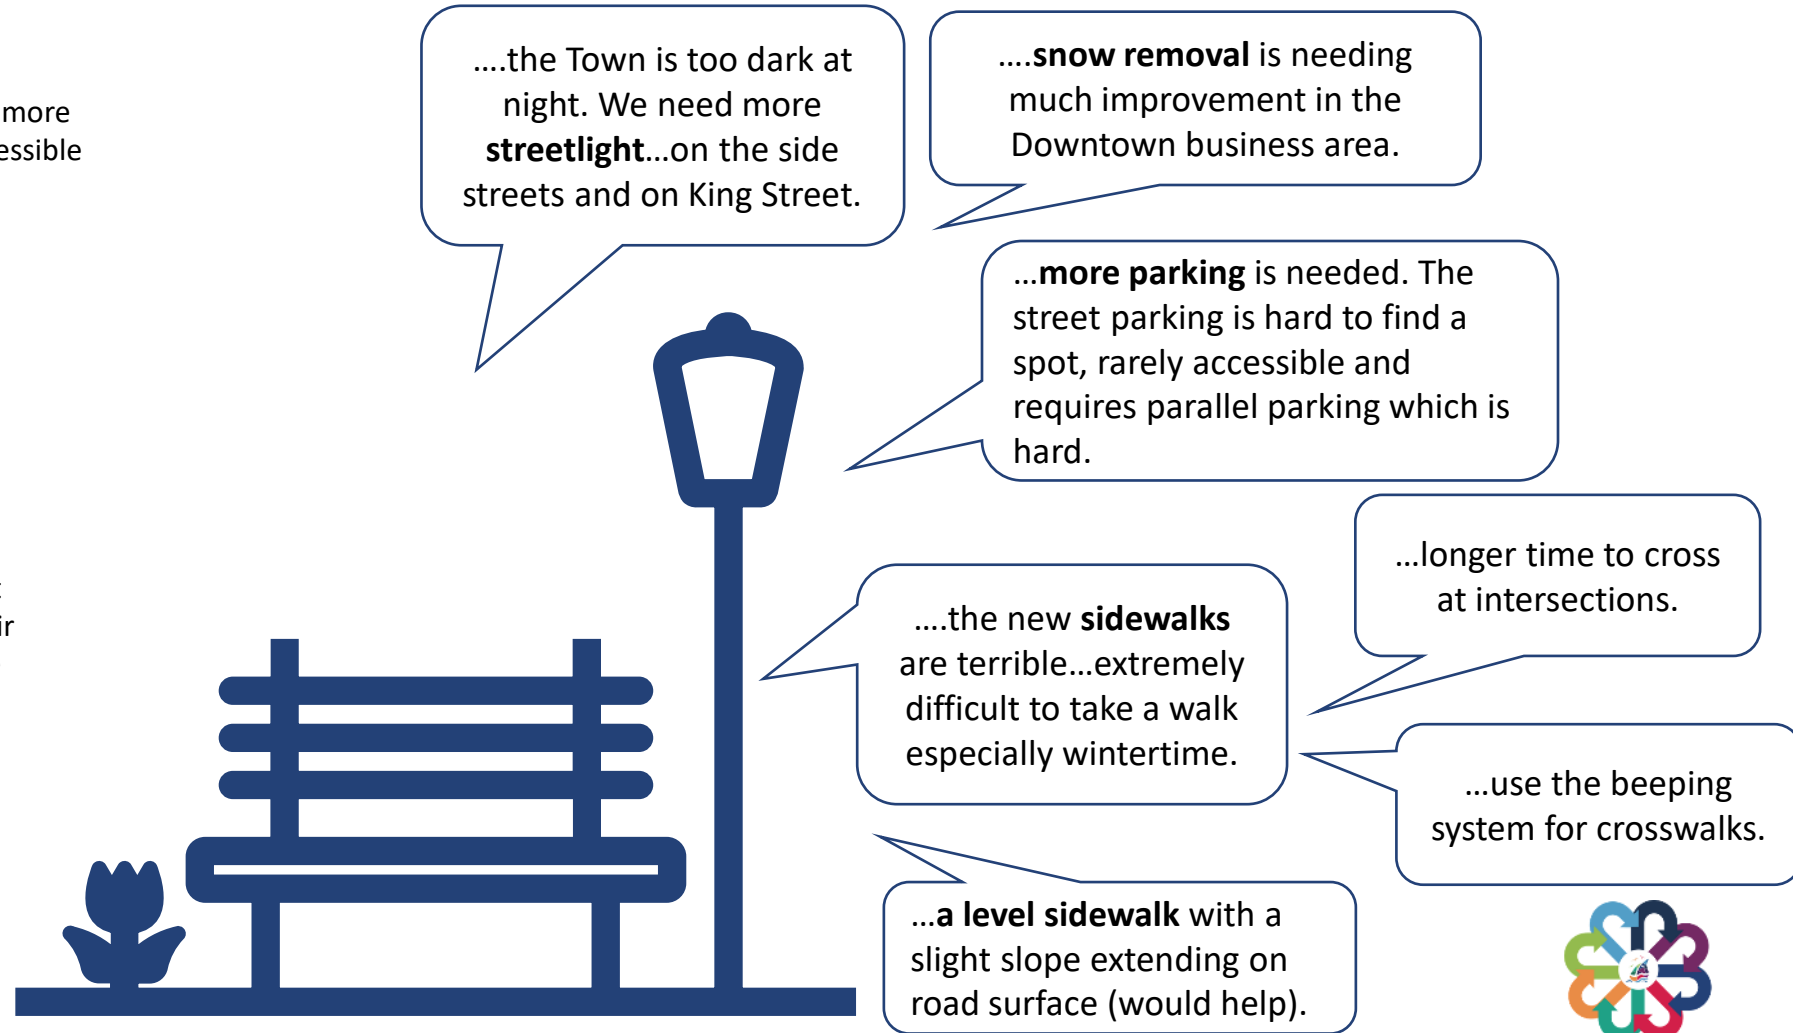 more
essible
ir
....the Town is too dark at
night. We need more
streetlight...on the side
streets and on King Street.
....snow removal is needing
much improvement in the
Downtown business area.
...more parking is needed. The
street parking is hard to find a
spot, rarely accessible and
requires parallel parking which is
hard.
...longer time to cross
at intersections.
....the new sidewalks
are terrible...extremely
difficult to take a walk
especially wintertime.
...use the beeping
system for crosswalks.
...a level sidewalk with a
slight slope extending on
road surface (would help).